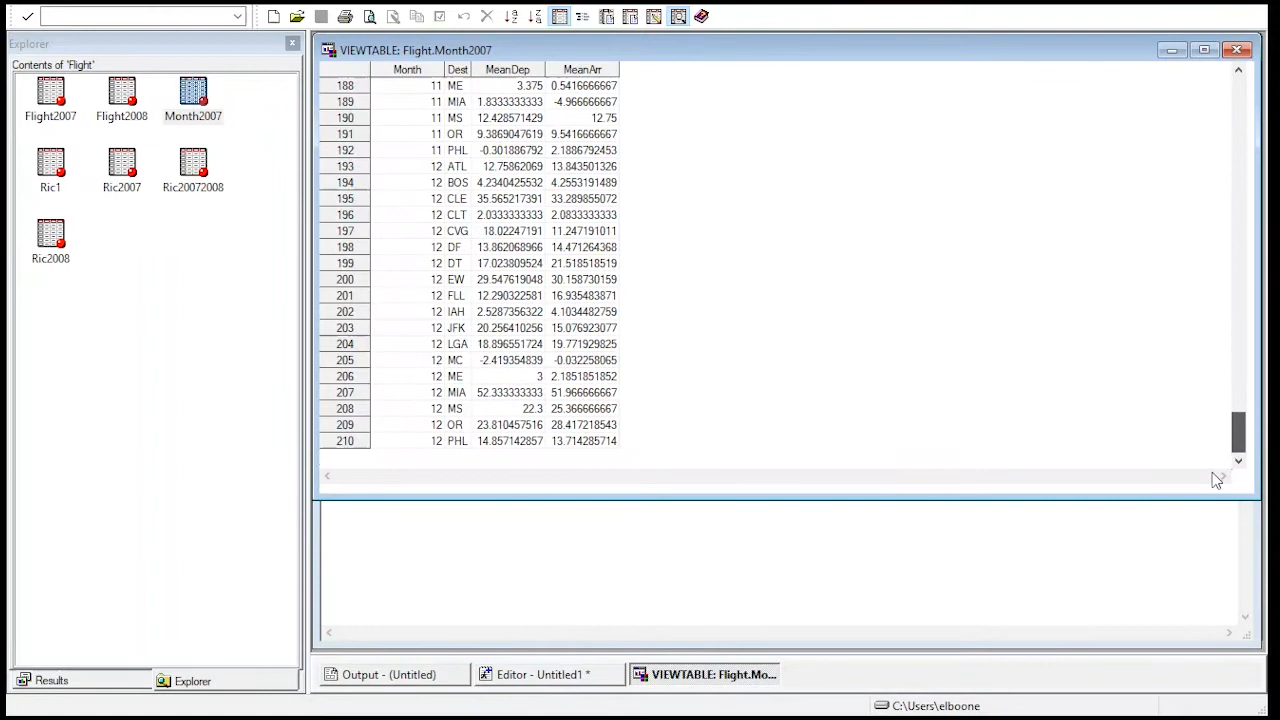 Explorer
VIEWTABLE: Flight.Month2007
Contents of 'Flight'
Flight2007 Flight2008 Month2007
Ric1 Ric2007 Ric20072008
Ric2008
Month Dest MeanDep MeanArr
188 11 ME 3.375 0.5416666667
189 11 MIA 1.8333333333 -4.966666667
190 11 MS 12.428571429 12.75
191 11 OR 9.3869047619 9.5416666667
192 11 PHL -0.301886792 2.1886792453
193 12 ATL 12.75862069 13.843501326
194 12 BOS 4.2340425532 4.2553191489
195 12 CLE 35.565217391 33.289855072
196 12 CLT 2.0333333333 2.0833333333
197 12 CVG 18.02247191 11.247191011
198 12 DF 13.862068966 14.471264368
199 12 DT 17.023809524 21.518518519
200 12 EW 29.547619048 30.158730159
201 12 FLL 12.290322581 16.935483871
202 12 IAH 2.5287356322 4.1034482759
203 12 JFK 20.256410256 15.076923077
204 12 LGA 18.896551724 19.771929825
205 12 MC -2.419354839 -0.032258065
206 12 ME 3 2.1851851852
207 12 MIA 52.333333333 51.966666667
208 12 MS 22.3 25.366666667
209 12 OR 23.810457516 28.417218543
210 12 PHL 14.857142857 13.714285714
Results Explorer
Output - (Untitled) Editor - Untitled1 * VIEWTABLE: Flight.Mo...
C:\Users\elboone